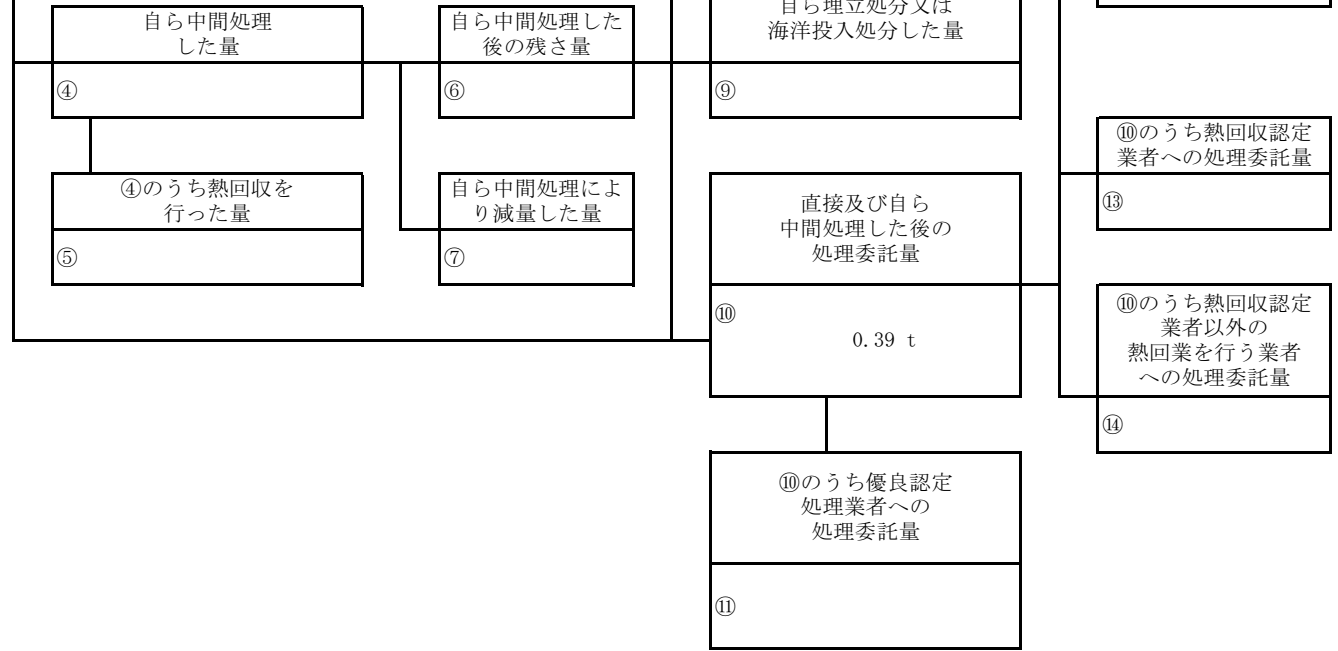 自ら中間処理
した量
④
自ら中間処理した
後の残さ量
⑥
自ら埋立処分又は
海洋投入処分した量
⑨
⑩のうち熱回収認定
業者への処理委託量
⑬
④のうち熱回収を
行った量
⑤
自ら中間処理によ
り減量した量
⑦
直接及び自ら
中間処理した後の
処理委託量
⑩
0.39 t
⑩のうち熱回収認定
業者以外の
熱回業を行う業者
への処理委託量
⑭
⑩のうち優良認定
処理業者への
処理委託量
⑪